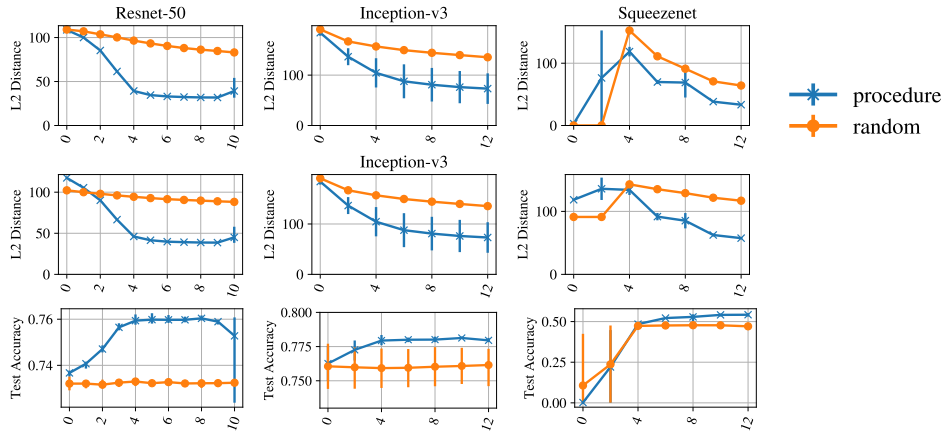 Resnet-50
Inception-v3
Squeezenet
L2 Distance
100
50
0
0 2 4 6 8 10
L2 Distance
100
0
0 4 8 12
L2 Distance
100
0
0 4 8 12
procedure
random
Inception-v3
L2 Distance
100
50
0
0 2 4 6 8 10
L2 Distance
100
0
0 4 8 12
L2 Distance
100
0
0 4 8 12
Test Accuracy
0.76
0.74
0 2 4 6 8 10
Test Accuracy
0.800
0.775
0.750
0 4 8 12
Test Accuracy
0.50
0.25
0.00
0 4 8 12